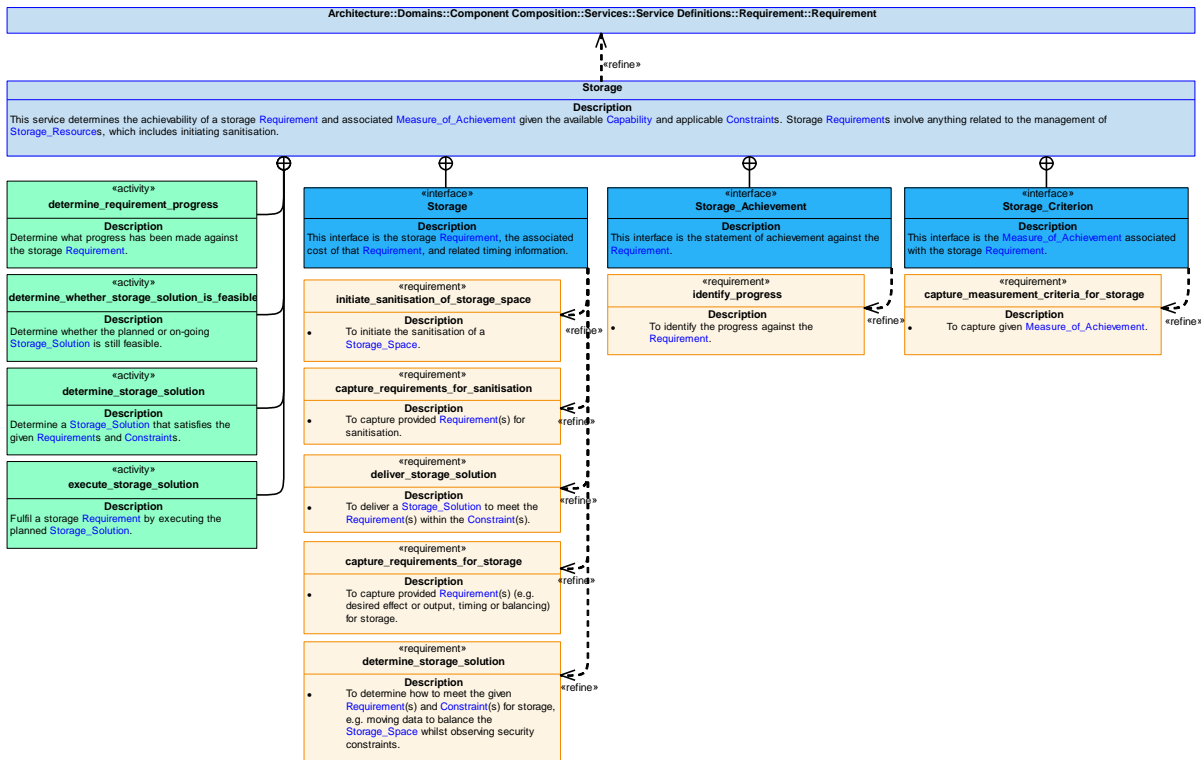 Architecture::Domains::Component Composition::Services::Service Definitions::Requirement::Requirement
«refine»
Storage
Description
This service determines the achievability of a storage Requirement and associated Measure_of_Achievement given the available Capability and applicable Constraints. Storage Requirements involve anything related to the management of
Storage_Resources, which includes initiating sanitisation.
«activity»
determine_requirement_progress
Description
Determine what progress has been made against
the storage Requirement.
«activity»
determine_whether_storage_solution_is_feasible
Description
Determine whether the planned or on-going
Storage_Solution is still feasible.
«activity»
determine_storage_solution
Description
Determine a Storage_Solution that satisfies the
given Requirements and Constraints.
«activity»
execute_storage_solution
Description
Fulfil a storage Requirement by executing the
planned Storage_Solution.
«interface»
Storage
Description
This interface is the storage Requirement, the associated
cost of that Requirement, and related timing information.
«requirement»
initiate_sanitisation_of_storage_space
Description
• To initiate the sanitisation of a
Storage_Space.
«refine»
«requirement»
capture_requirements_for_sanitisation
Description
• To capture provided Requirement(s) for
sanitisation.
«refine»
«requirement»
deliver_storage_solution
Description
• To deliver a Storage_Solution to meet the
Requirement(s) within the Constraint(s).
«refine»
«requirement»
capture_requirements_for_storage
Description
• To capture provided Requirement(s) (e.g.
desired effect or output, timing or balancing)
for storage.
«refine»
«requirement»
determine_storage_solution
Description
• To determine how to meet the given
Requirement(s) and Constraint(s) for storage,
e.g. moving data to balance the
Storage_Space whilst observing security
constraints.
«refine»
«interface»
Storage_Achievement
Description
This interface is the statement of achievement against the
Requirement.
«requirement»
identify_progress
Description
• To identify the progress against the
Requirement.
«refine»
«interface»
Storage_Criterion
Description
This interface is the Measure_of_Achievement associated
with the storage Requirement.
«requirement»
capture_measurement_criteria_for_storage
Description
• To capture given Measure_of_Achievement.
«refine»